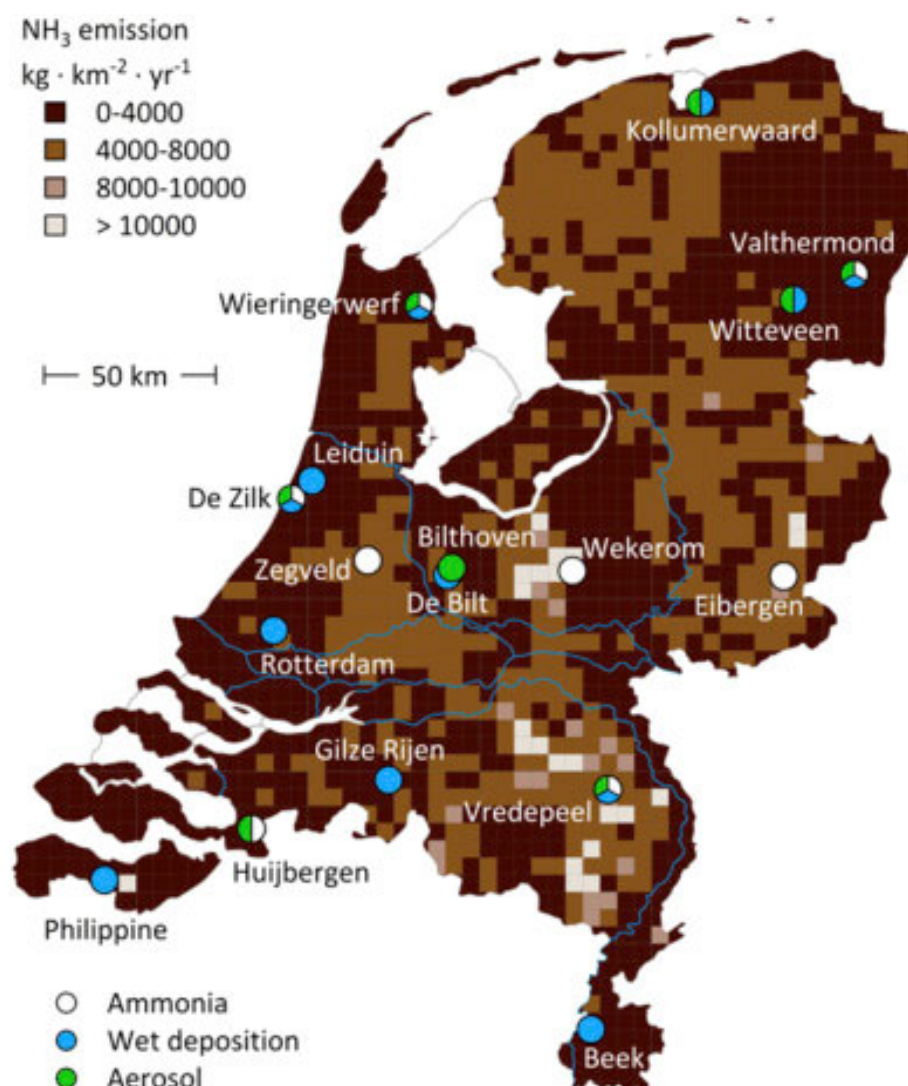 NH₃ emission
kg · km⁻² · yr⁻¹
0-4000
4000-8000
8000-10000
> 10000
Kollumerwaard
Valthermond
Wieringerwerf
Witteveen
50 km
Leiduin
De Zilk
Bilthoven
Wekerom
Zegveld
De Bilt
Eibergen
Rotterdam
Gilze Rijen
Vredepeel
Huijbergen
Philippine
Ammonia
Wet deposition
Beek
Aerosol